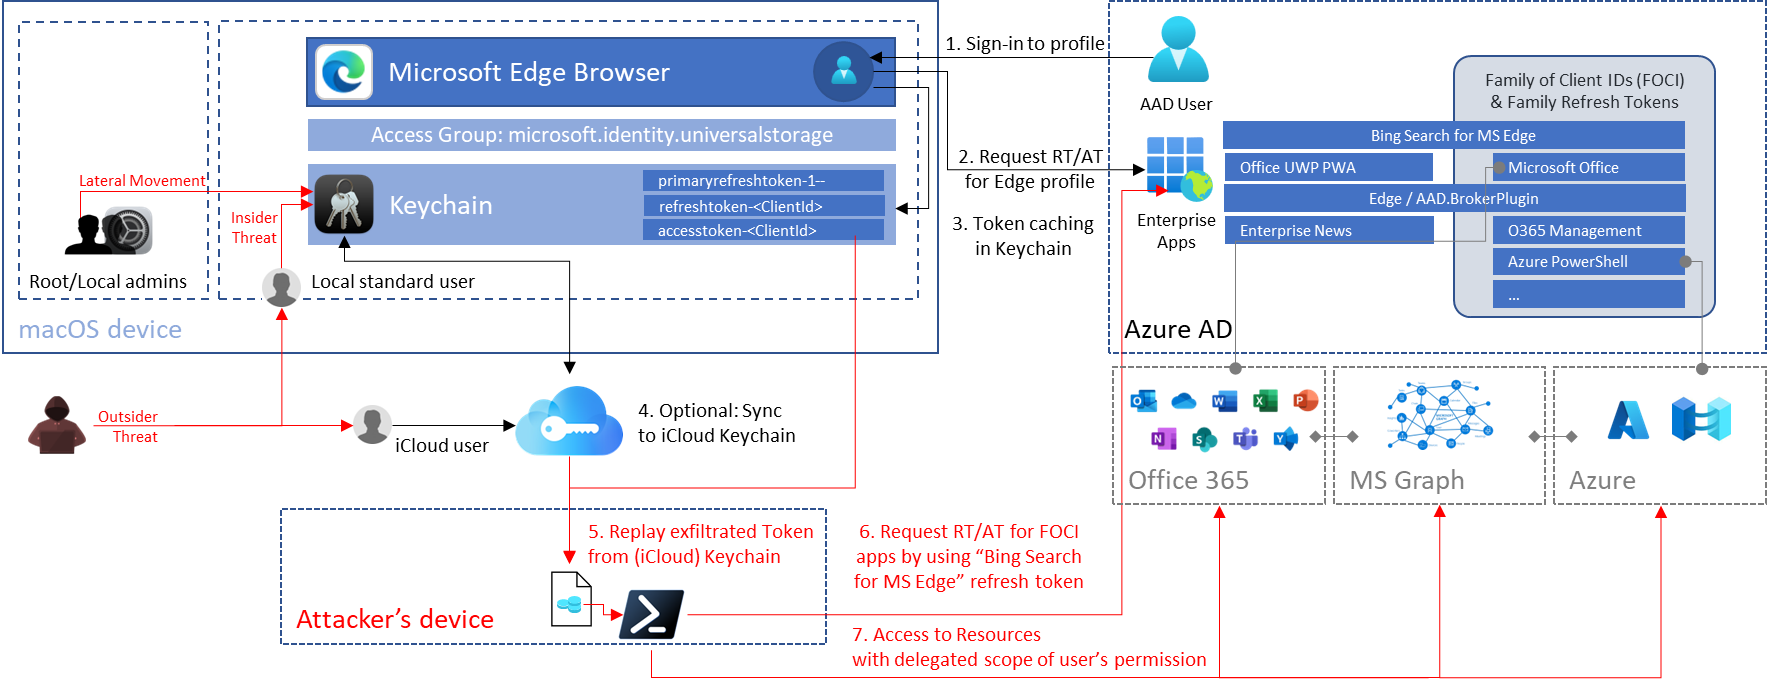 Microsoft Edge Browser
Access Group: microsoft.identity.universalstorage
Keychain
primaryrefreshtoken-1--
refreshtoken-<ClientId>
accesstoken-<ClientId>
Lateral Movement
Insider
Threat
Root/Local admins
Local standard user
macOS device
1. Sign-in to profile
2. Request RT/AT
for Edge profile
3. Token caching
in Keychain
AAD User
Enterprise
Apps
Family of Client IDs (FOCI)
& Family Refresh Tokens
Bing Search for MS Edge
Office UWP PWA
Microsoft Office
Edge / AAD.BrokerPlugin
Enterprise News
O365 Management
Azure PowerShell
...
Azure AD
Outsider
Threat
iCloud user
4. Optional: Sync
to iCloud Keychain
Office 365
MS Graph
Azure
5. Replay exfiltrated Token
from (iCloud) Keychain
Attacker’s device
6. Request RT/AT for FOCI
apps by using “Bing Search
for MS Edge” refresh token
7. Access to Resources
with delegated scope of user’s permission